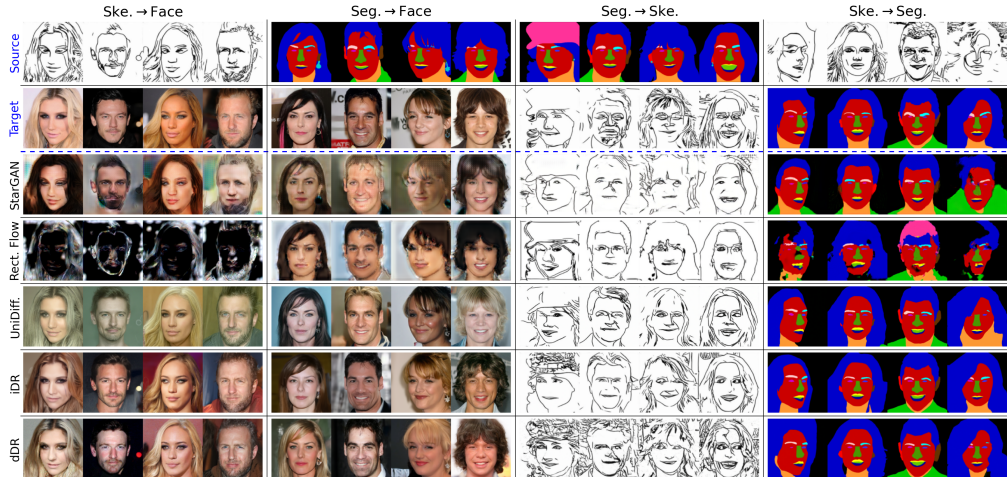 Ske. → Face
Seg. → Face
Seg. → Ske.
Ske. → Seg.
Source
Target
StarGAN
Rect. Flow
UniDiff.
iDR
dDR